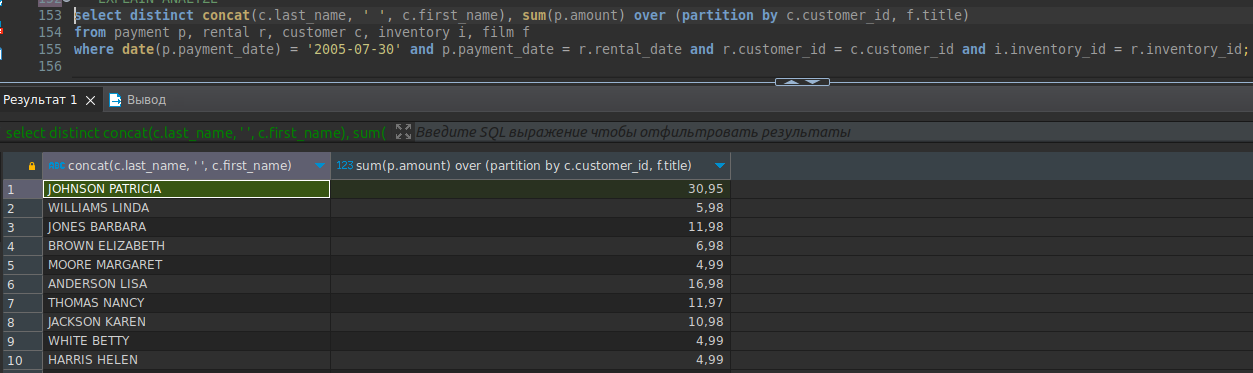 152 EXPLAIN ANALYZE
153 select distinct concat(c.last_name, ' ', c.first_name), sum(p.amount) over (partition by c.customer_id, f.title)
154 from payment p, rental r, customer c, inventory i, film f
155 where date(p.payment_date) = '2005-07-30' and p.payment_date = r.rental_date and r.customer_id = c.customer_id and i.inventory_id = r.inventory_id;
156
Результат 1 Вывод
select distinct concat(c.last_name, ' ', c.first_name), sum( Введите SQL выражение чтобы отфильтровать результаты
concat(c.last_name, ' ', c.first_name) 123 sum(p.amount) over (partition by c.customer_id, f.title)
1 JOHNSON PATRICIA 30,95
2 WILLIAMS LINDA 5,98
3 JONES BARBARA 11,98
4 BROWN ELIZABETH 6,98
5 MOORE MARGARET 4,99
6 ANDERSON LISA 16,98
7 THOMAS NANCY 11,97
8 JACKSON KAREN 10,98
9 WHITE BETTY 4,99
10 HARRIS HELEN 4,99